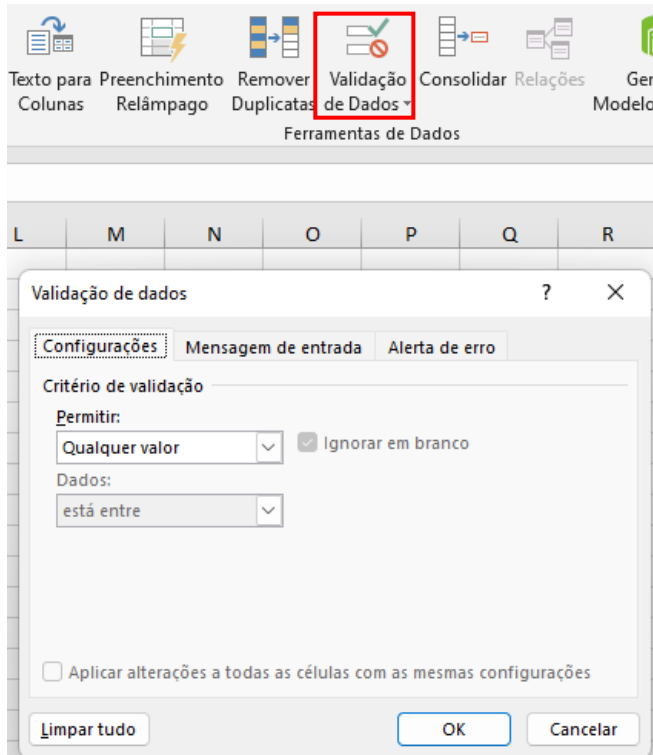 Texto para Preenchimento Remover Validação Consolidar Relações Ger
Colunas Relâmpago Duplicatas de Dados Modelo
Ferramentas de Dados
L M N O P Q R
Validação de dados ? X
Configurações Mensagem de entrada Alerta de erro
Critério de validação
Permitir:
Qualquer valor Ignorar em branco
Dados:
está entre
Aplicar alterações a todas as células com as mesmas configurações
Limpar tudo OK Cancelar